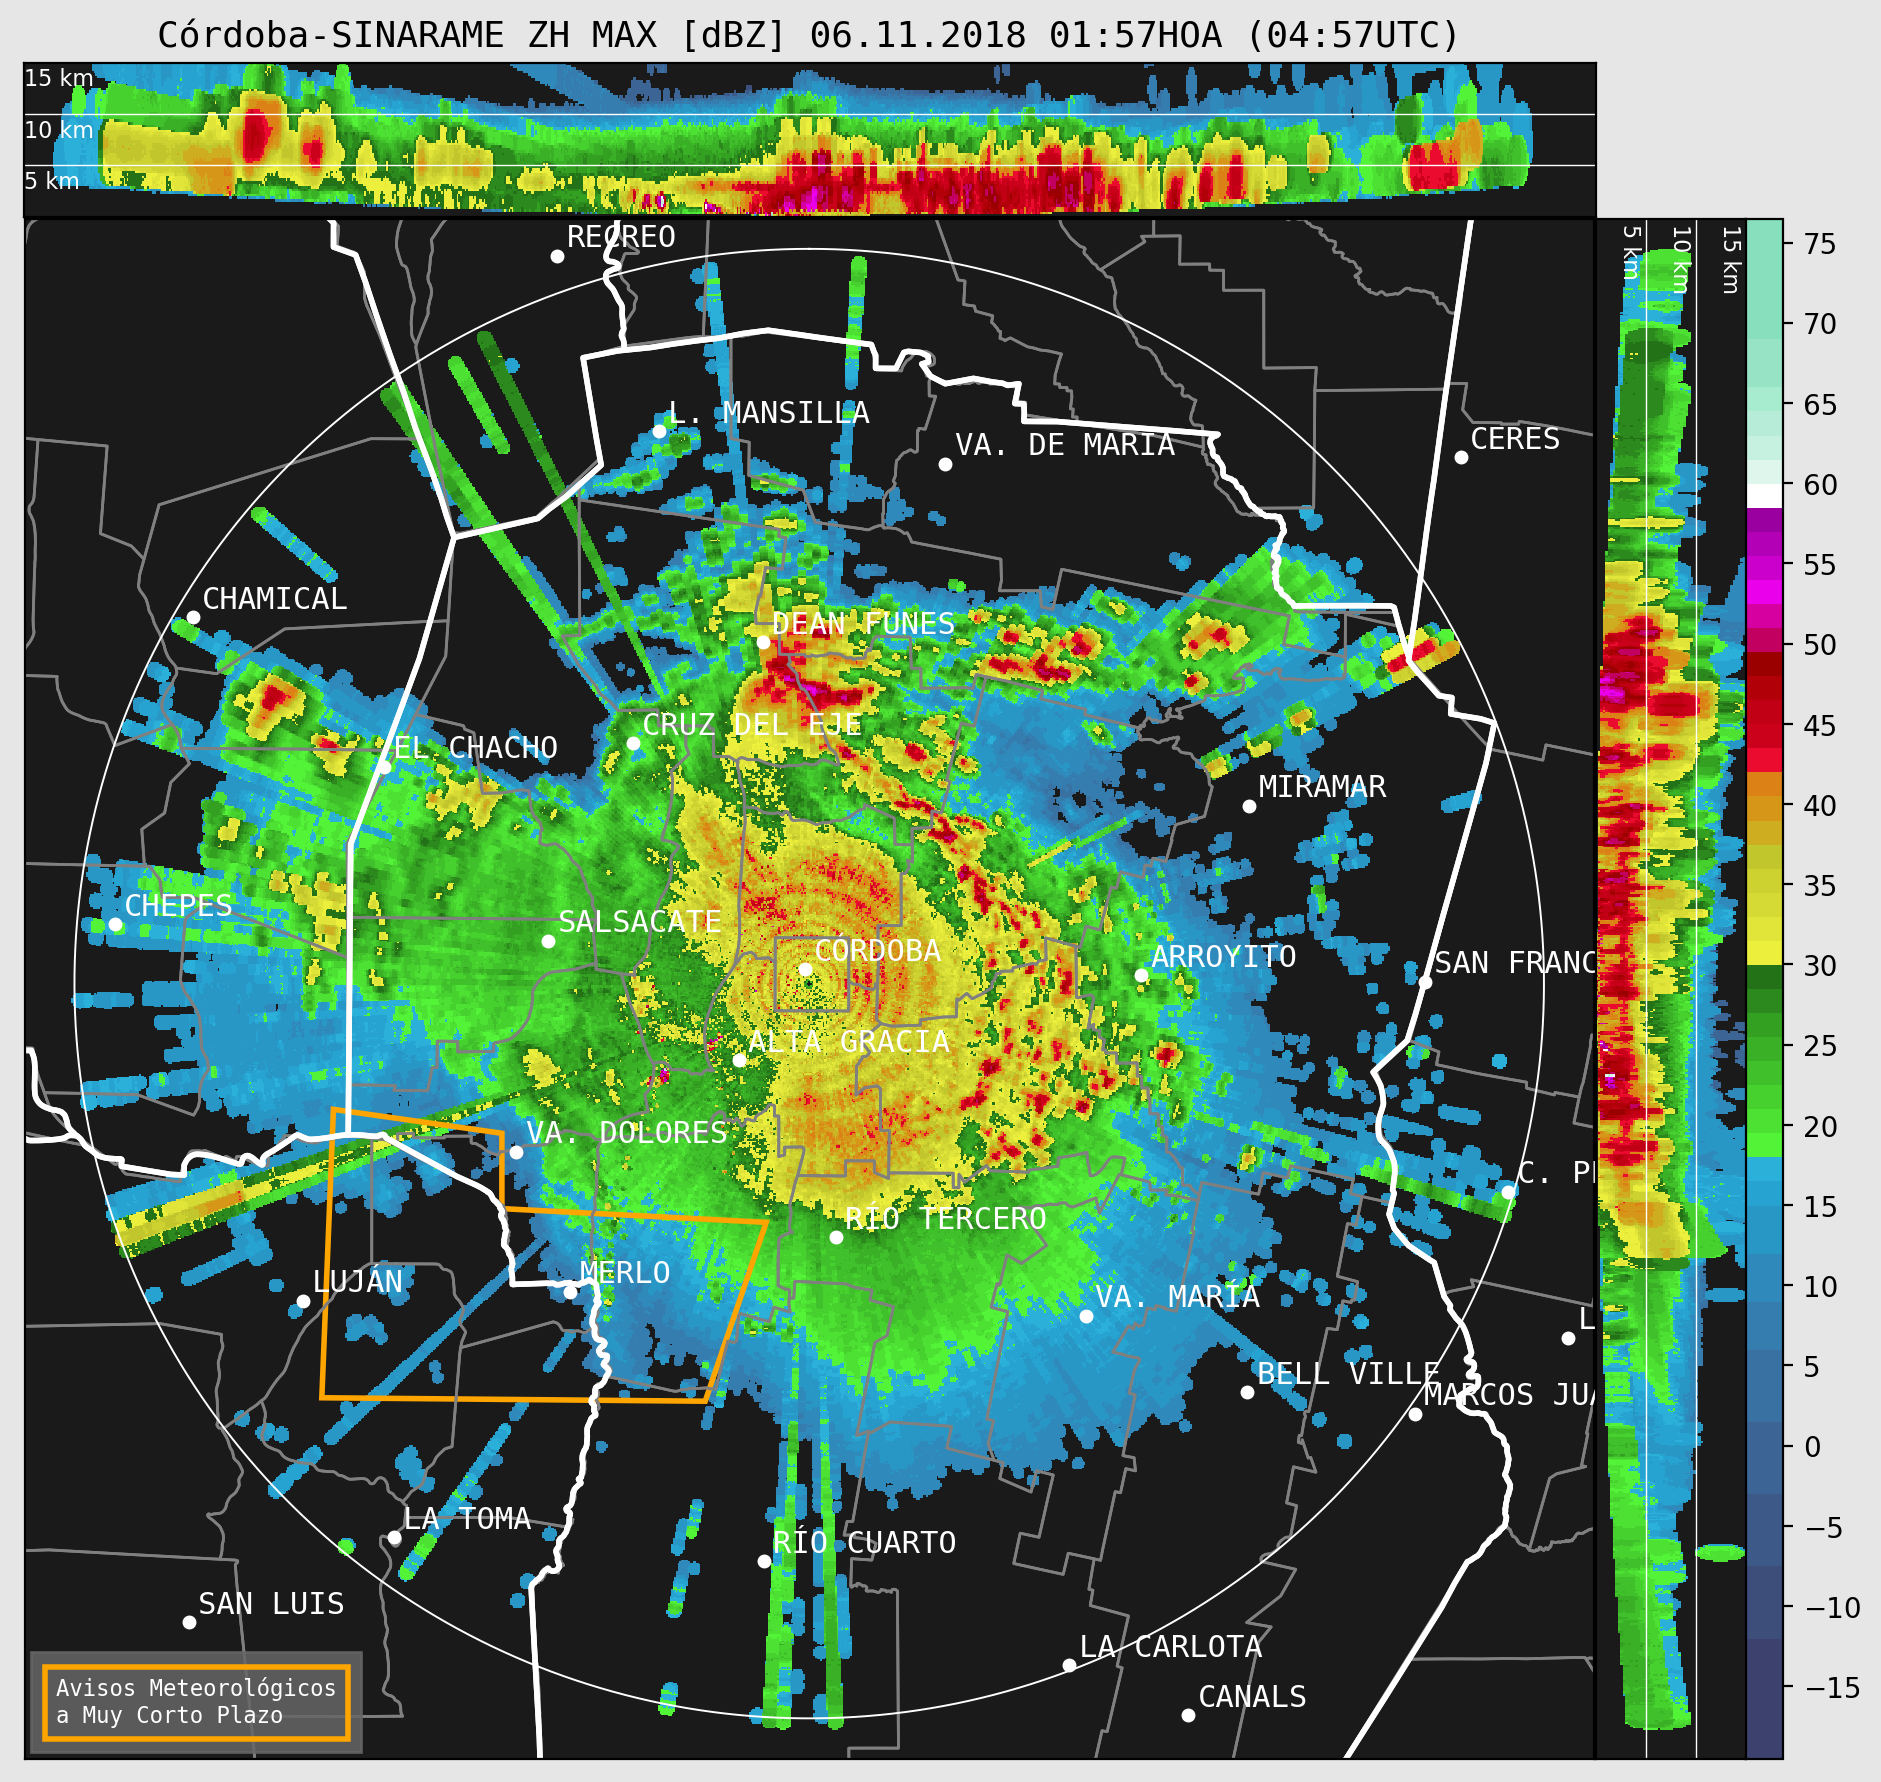 Córdoba-SINARAME ZH MAX [dBZ] 06.11.2018 01:57HOA (04:57UTC)
15 km
10 km
5 km
5 km
10 km
15 km
RECREO
L. MANSILLA
VA. DE MARIA
CERES
CHAMICAL
DEAN FUNES
CRUZ DEL EJE
EL CHACHO
MIRAMAR
CHEPES
SALSACATE
CÓRDOBA
ARROYITO
SAN FRANC
ALTA GRACIA
VA. DOLORES
C. PE
RÍO TERCERO
LUJÁN
MERLO
VA. MARÍA
L
BELL VILLE
MARCOS JUA
LA TOMA
RÍO CUARTO
SAN LUIS
LA CARLOTA
CANALS
Avisos Meteorológicos
a Muy Corto Plazo
75
70
65
60
55
50
45
40
35
30
25
20
15
10
5
0
−5
−10
−15